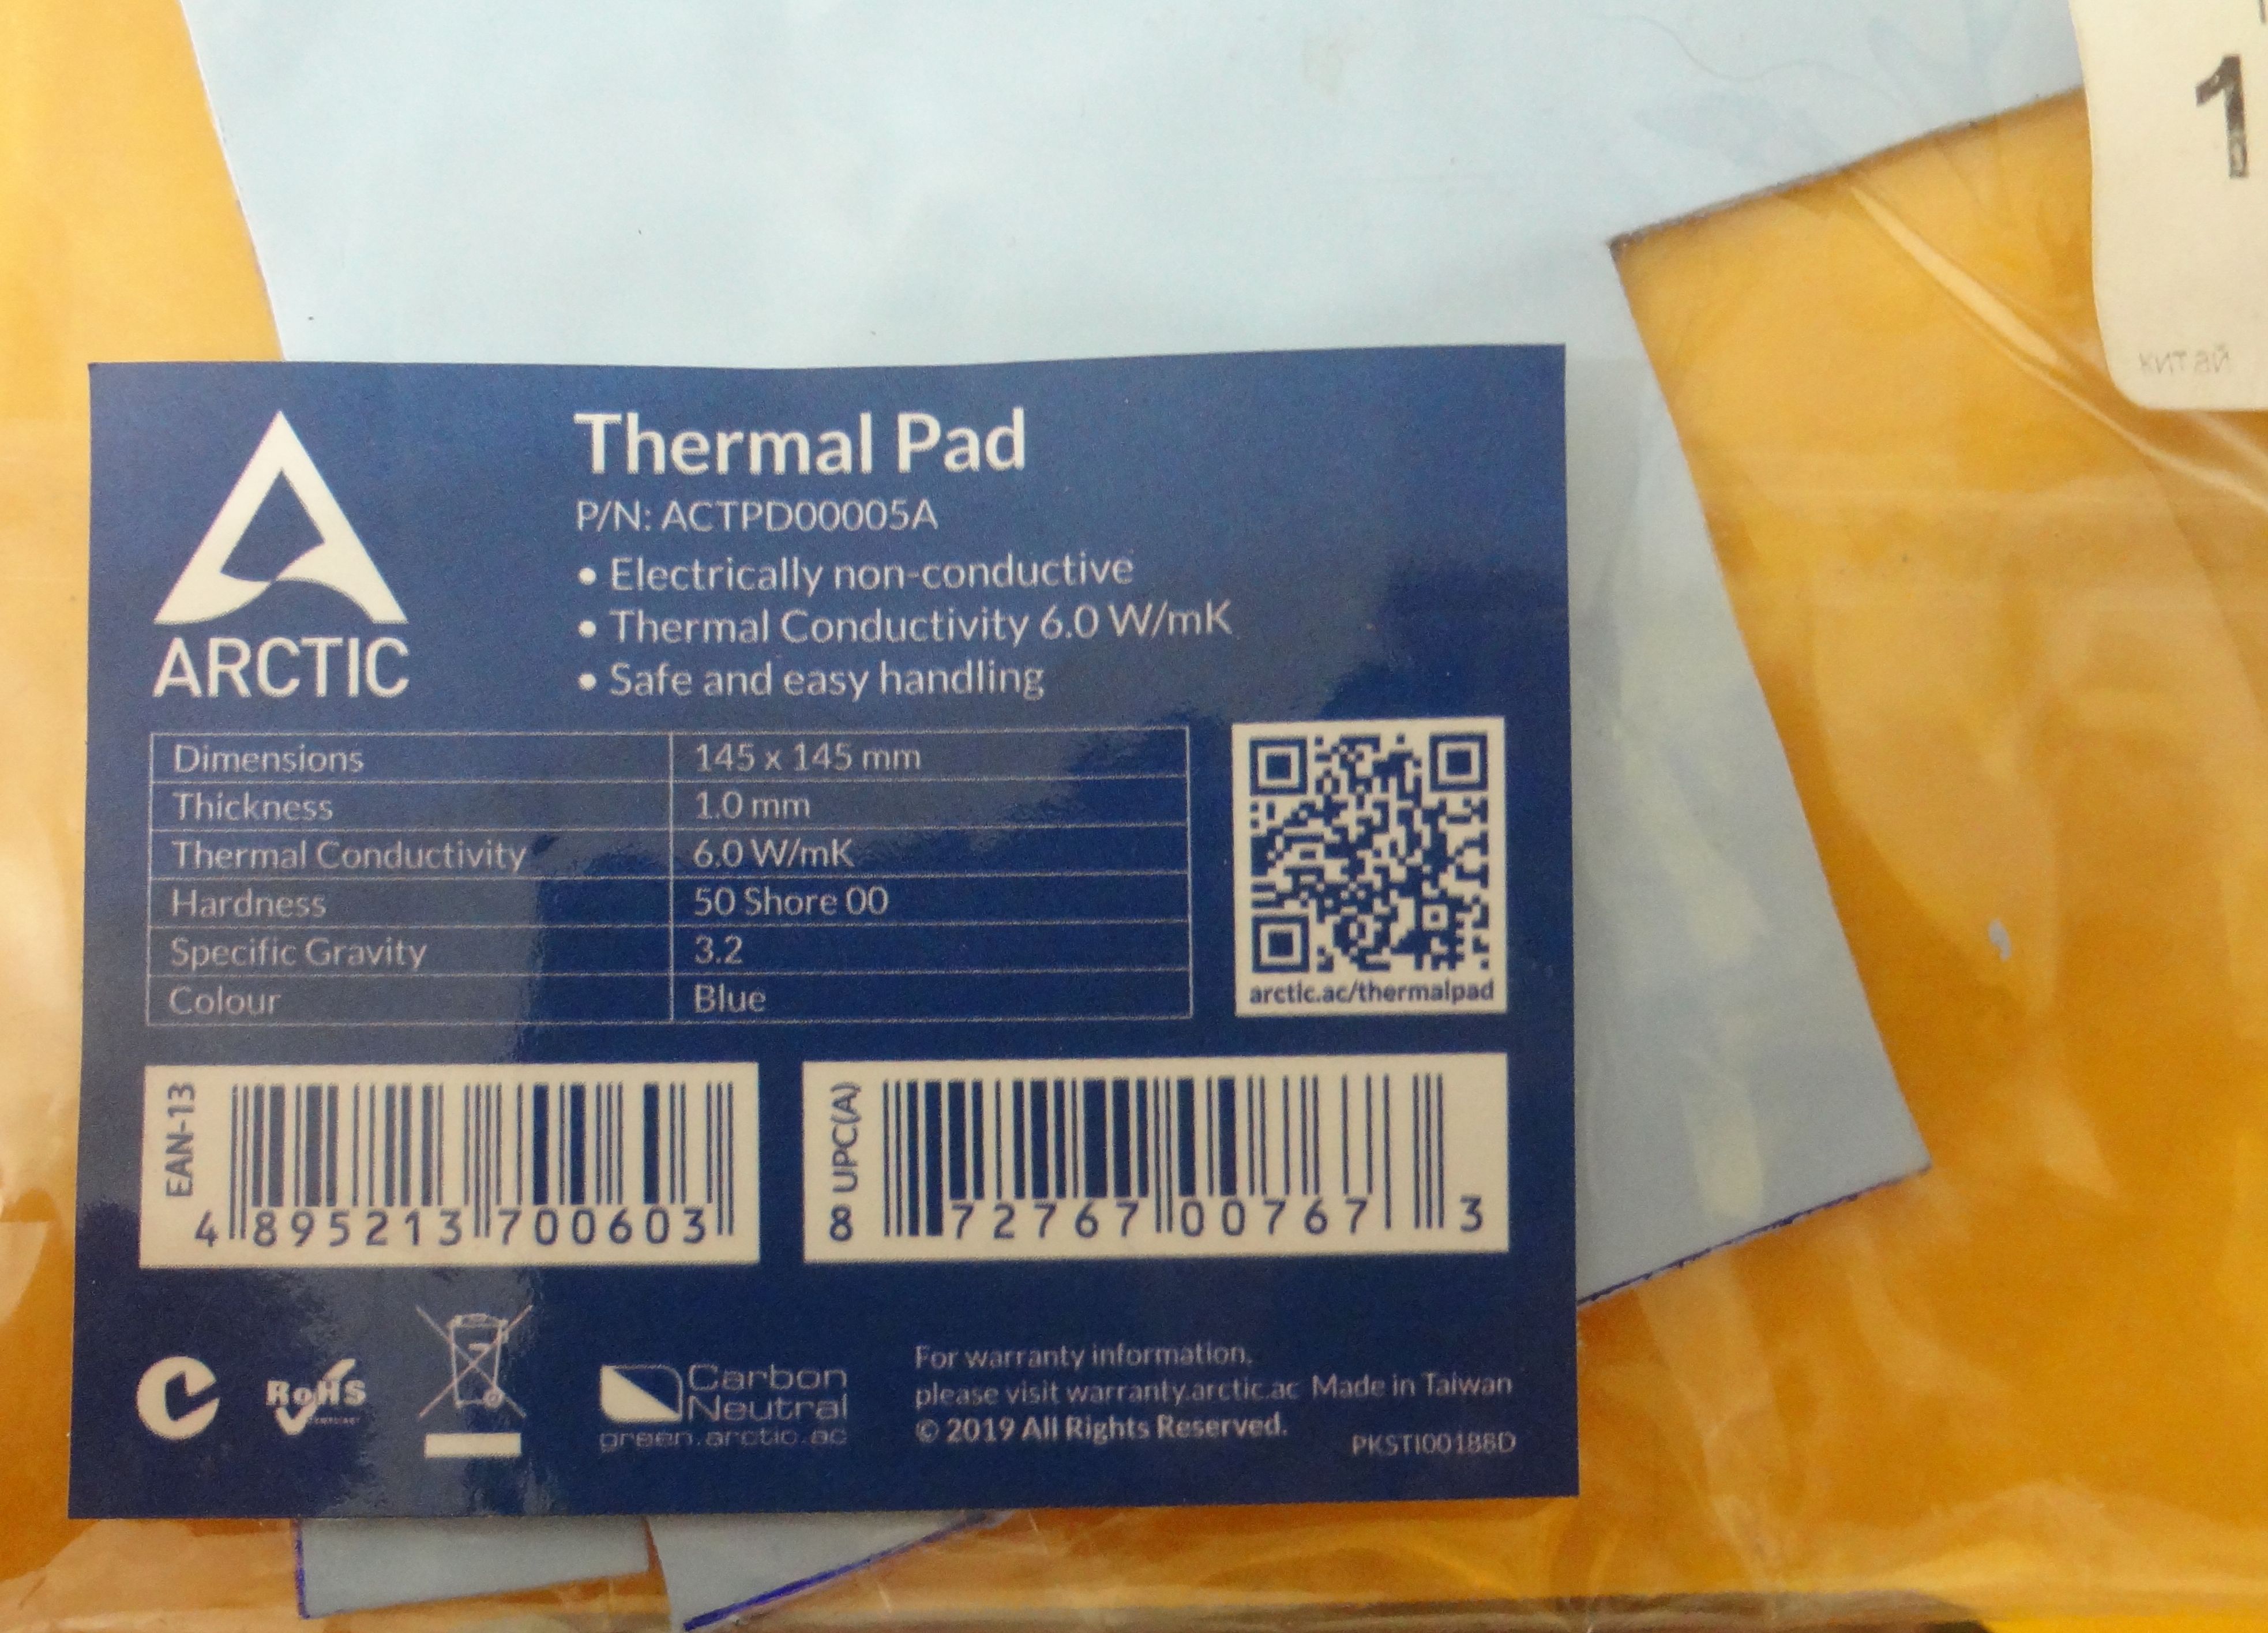 1
китай
ARCTIC
Thermal Pad
P/N: ACTPD00005A
• Electrically non-conductive
• Thermal Conductivity 6.0 W/mK
• Safe and easy handling
Dimensions 145 x 145 mm
Thickness 1.0 mm
Thermal Conductivity 6.0 W/mK
Hardness 50 Shore 00
Specific Gravity 3.2
Colour Blue
arctic.ac/thermalpad
EAN-13
4 895213 700603
UPC(A)
8 72767 00767 3
RoHS
Carbon
Neutral
green.arctic.ac
For warranty information,
please visit warranty.arctic.ac Made in Taiwan
© 2019 All Rights Reserved.
PKSTI00188D